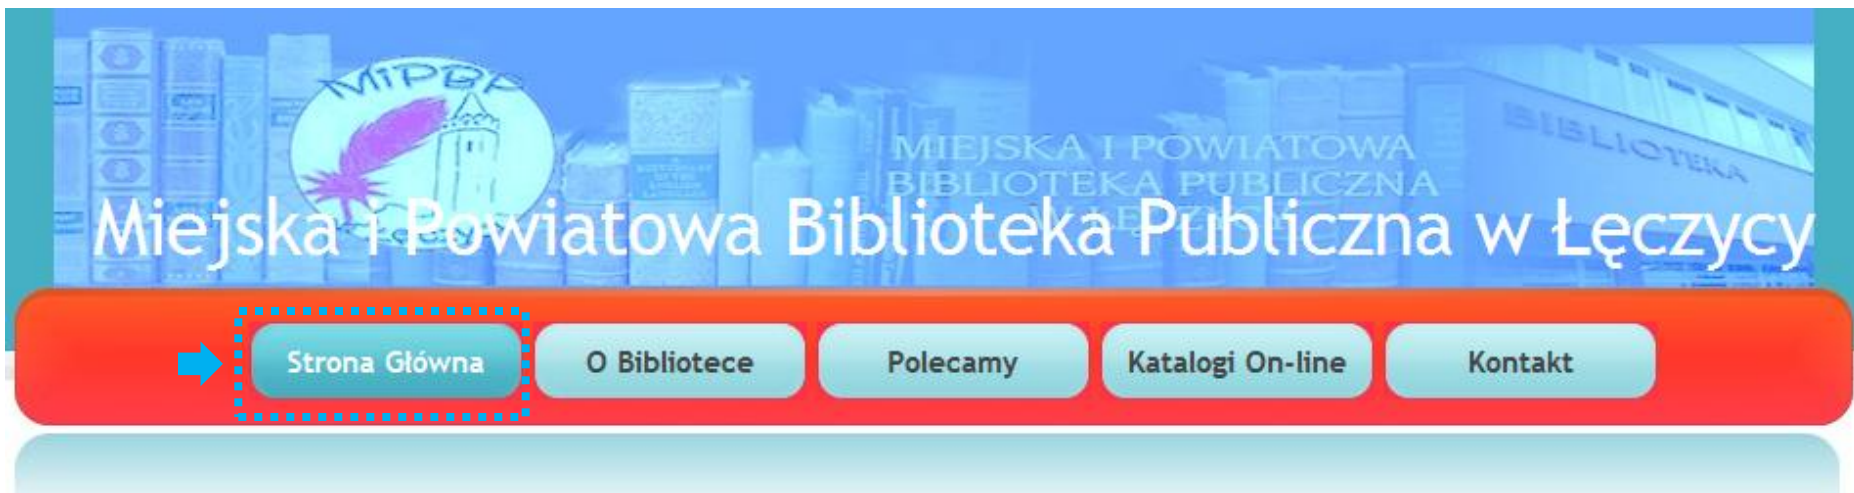 MiPBP
BIBLIOTEKA
MIEJSKA I POWIATOWA
BIBLIOTEKA PUBLICZNA
Miejska i Powiatowa Biblioteka Publiczna w Łęczycy
Strona Główna
O Bibliotece
Polecamy
Katalogi On-line
Kontakt